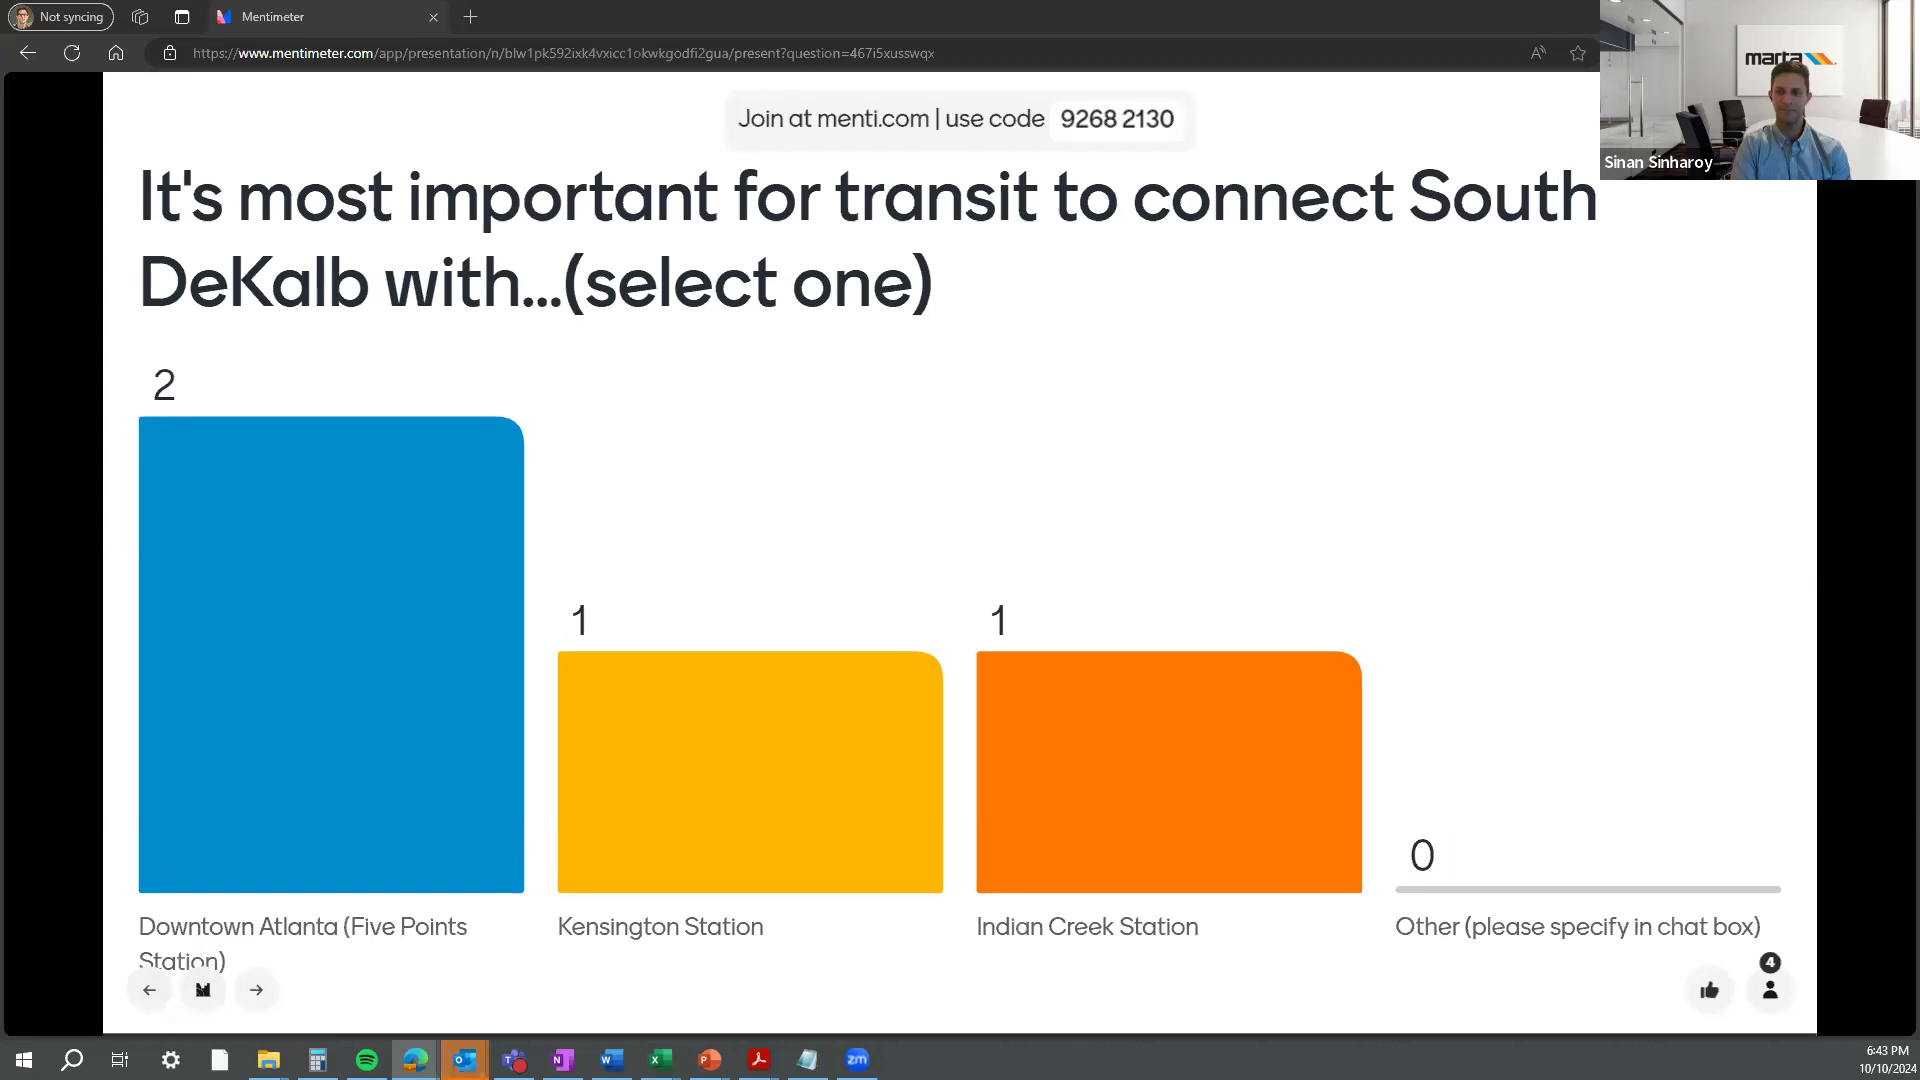 Not syncing
Mentimeter
https://www.mentimeter.com/app/presentation/n/blw1pk592ixk4vxicc1okwkgodfi2gua/present?question=467i5xusswqx
marta
Sinan Sinharoy
Join at menti.com | use code 9268 2130
It's most important for transit to connect South
DeKalb with...(select one)
2
1
1
0
Downtown Atlanta (Five Points
Station)
Kensington Station
Indian Creek Station
Other (please specify in chat box)
4
6:43 PM
10/10/2024